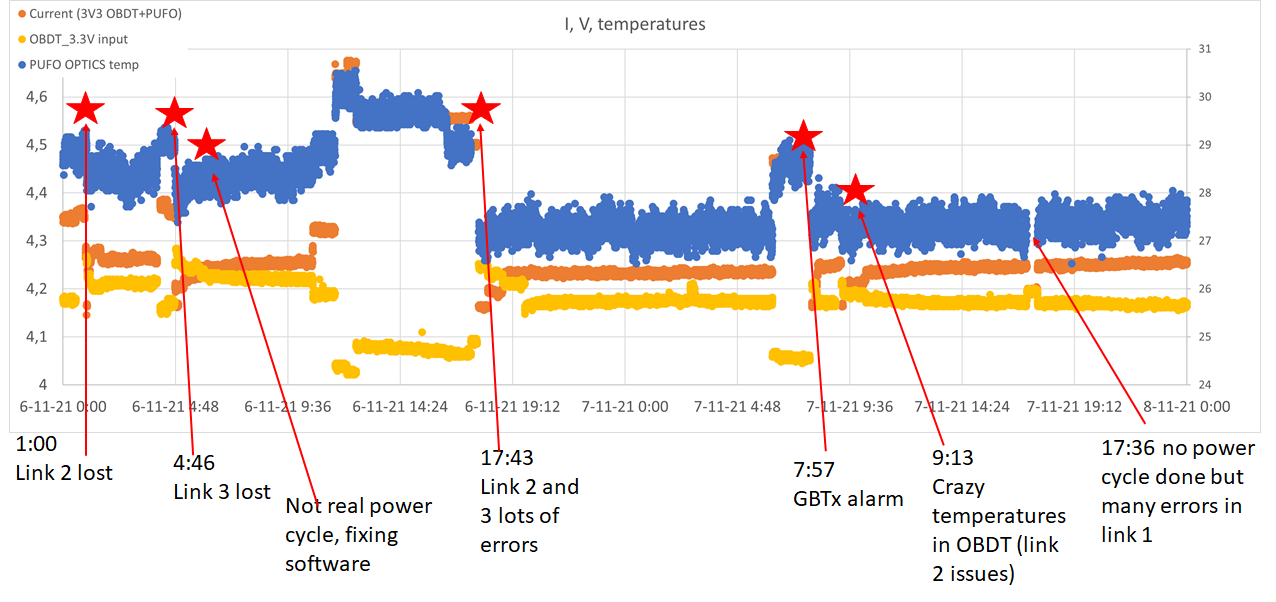 I, V, temperatures
Current (3V3 OBDT+PUFO)
OBDT_3.3V input
PUFO OPTICS temp
4,6
4,5
4,4
4,3
4,2
4,1
4
31
30
29
28
27
26
25
24
6-11-21 0:00
6-11-21 4:48
6-11-21 9:36
6-11-21 14:24
6-11-21 19:12
7-11-21 0:00
7-11-21 4:48
7-11-21 9:36
7-11-21 14:24
7-11-21 19:12
8-11-21 0:00
1:00
Link 2 lost
4:46
Link 3 lost
Not real power
cycle, fixing
software
17:43
Link 2 and
3 lots of
errors
7:57
GBTx alarm
9:13
Crazy
temperatures
in OBDT (link
2 issues)
17:36 no power
cycle done but
many errors in
link 1